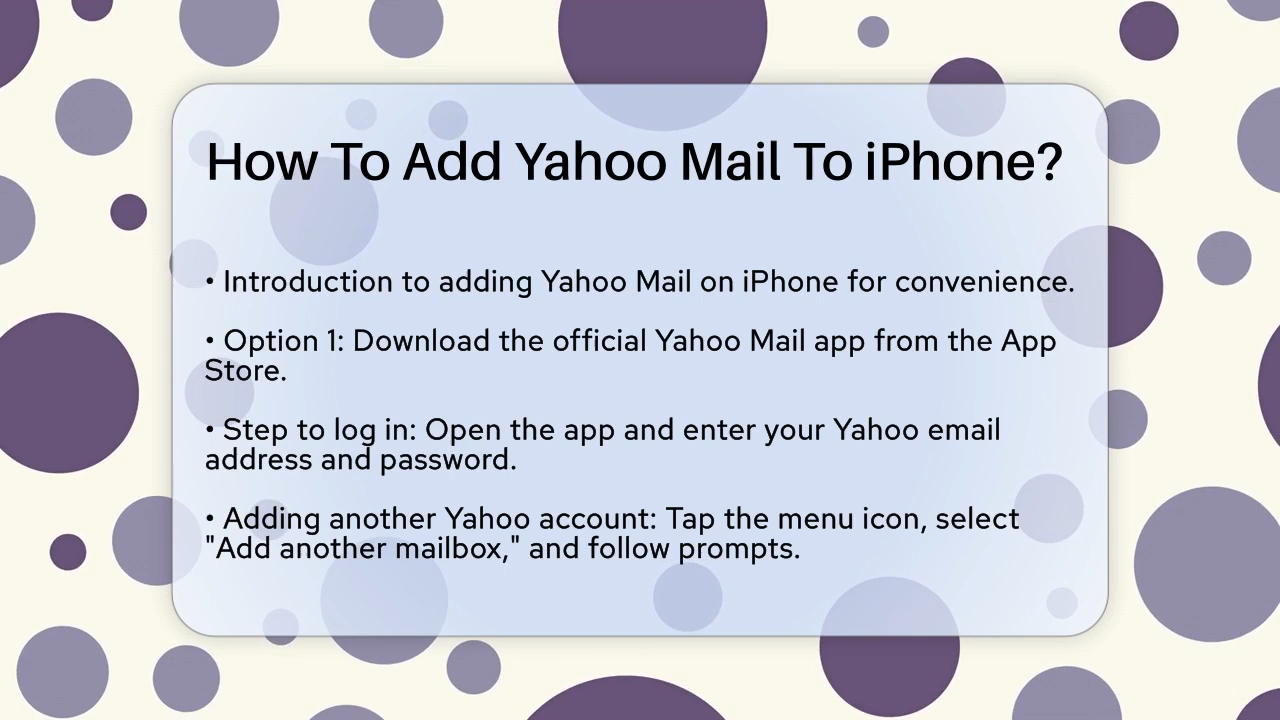 How To Add Yahoo Mail To iPhone?
• Introduction to adding Yahoo Mail on iPhone for convenience.
• Option 1: Download the official Yahoo Mail app from the App
Store.
• Step to log in: Open the app and enter your Yahoo email
address and password.
• Adding another Yahoo account: Tap the menu icon, select
"Add another mailbox," and follow prompts.